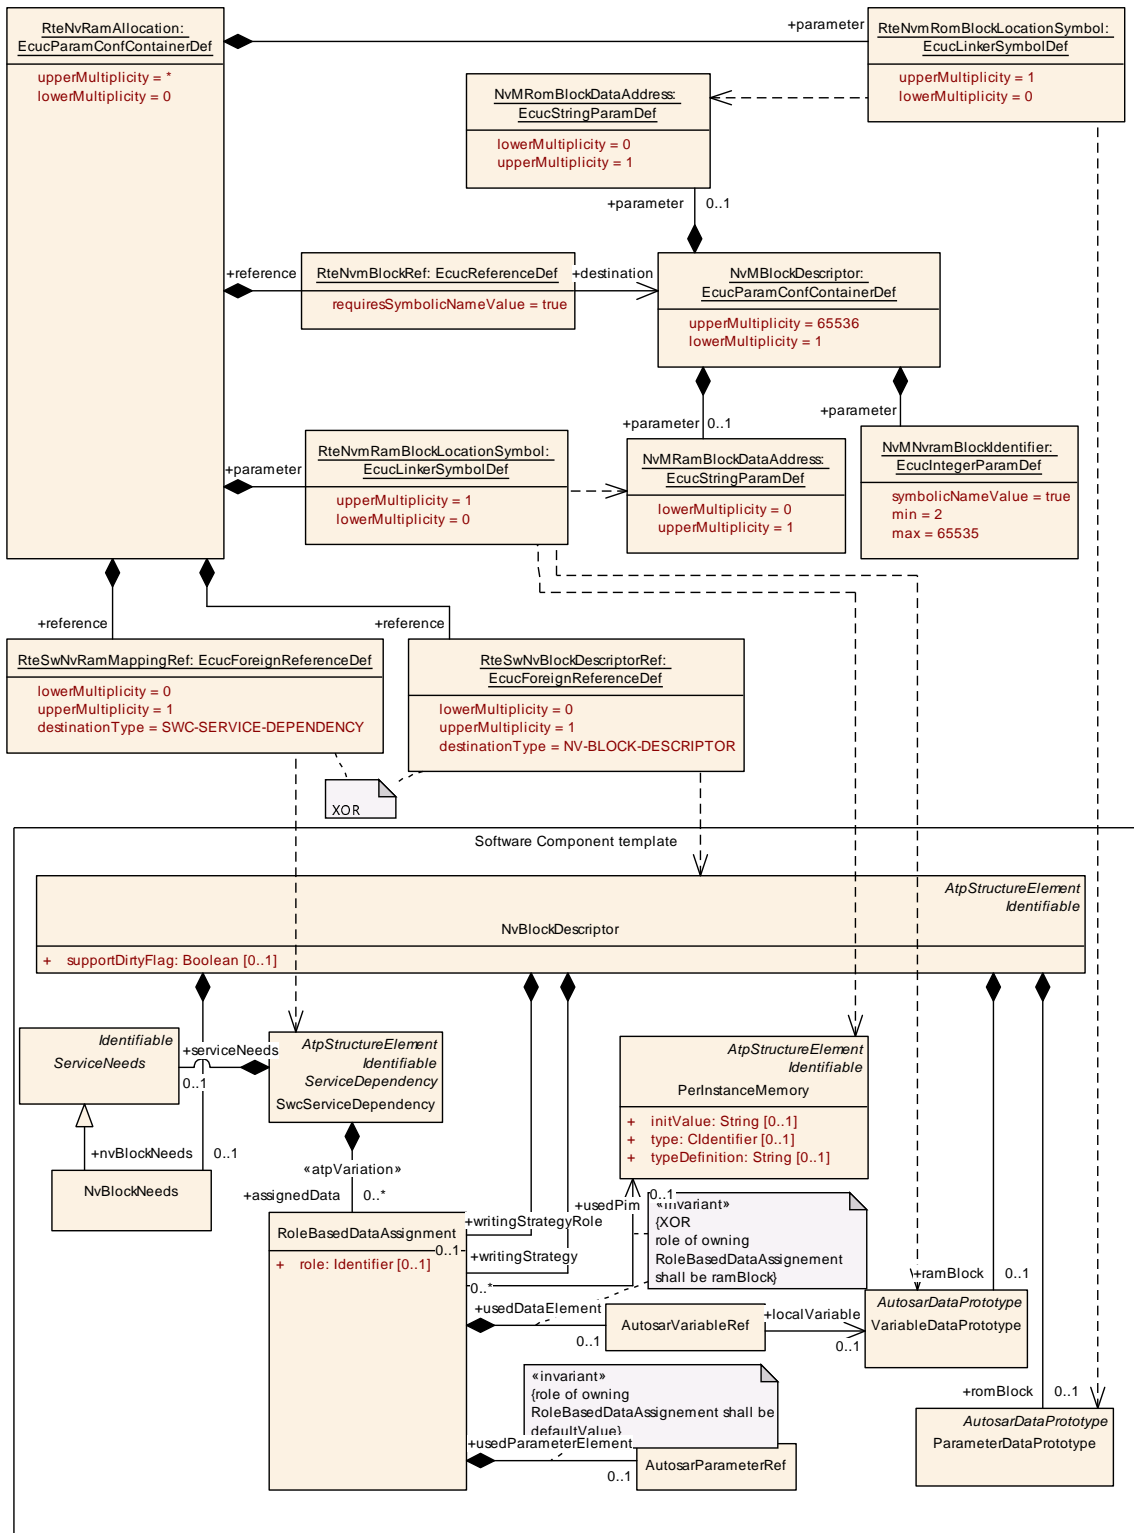 RteNvRamAllocation:
EcucParamConfContainerDef
upperMultiplicity = *
lowerMultiplicity = 0
+parameter
RteNvmRomBlockLocationSymbol:
EcucLinkerSymbolDef
upperMultiplicity = 1
lowerMultiplicity = 0
NvMRomBlockDataAddress:
EcucStringParamDef
lowerMultiplicity = 0
upperMultiplicity = 1
+parameter 0..1
+reference
RteNvmBlockRef: EcucReferenceDef
requiresSymbolicNameValue = true
+destination
NvMBlockDescriptor:
EcucParamConfContainerDef
upperMultiplicity = 65536
lowerMultiplicity = 1
+parameter 0..1
+parameter
+parameter
RteNvmRamBlockLocationSymbol:
EcucLinkerSymbolDef
upperMultiplicity = 1
lowerMultiplicity = 0
NvMRamBlockDataAddress:
EcucStringParamDef
lowerMultiplicity = 0
upperMultiplicity = 1
NvMNvramBlockIdentifier:
EcucIntegerParamDef
symbolicNameValue = true
min = 2
max = 65535
+reference
+reference
RteSwNvRamMappingRef: EcucForeignReferenceDef
lowerMultiplicity = 0
upperMultiplicity = 1
destinationType = SWC-SERVICE-DEPENDENCY
RteSwNvBlockDescriptorRef:
EcucForeignReferenceDef
lowerMultiplicity = 0
upperMultiplicity = 1
destinationType = NV-BLOCK-DESCRIPTOR
XOR
Software Component template
AtpStructureElement
Identifiable
NvBlockDescriptor
+ supportDirtyFlag: Boolean [0..1]
Identifiable
ServiceNeeds
+serviceNeeds
0..1
AtpStructureElement
Identifiable
ServiceDependency
SwcServiceDependency
AtpStructureElement
Identifiable
PerInstanceMemory
+ initValue: String [0..1]
+ type: CIdentifier [0..1]
+ typeDefinition: String [0..1]
+nvBlockNeeds 0..1
NvBlockNeeds
«atpVariation»
+assignedData 0..*
RoleBasedDataAssignment
+ role: Identifier [0..1]
+writingStrategyRole
0..1
+writingStrategy
0..*
+usedPim
0..1
«invariant»
{XOR
role of owning
RoleBasedDataAssignement
shall be ramBlock}
+usedDataElement
0..1
AutosarVariableRef
+localVariable
0..1
+ramBlock 0..1
AutosarDataPrototype
VariableDataPrototype
«invariant»
{role of owning
RoleBasedDataAssignement shall be
defaultValue}
+usedParameterElement
0..1
AutosarParameterRef
+romBlock 0..1
AutosarDataPrototype
ParameterDataPrototype